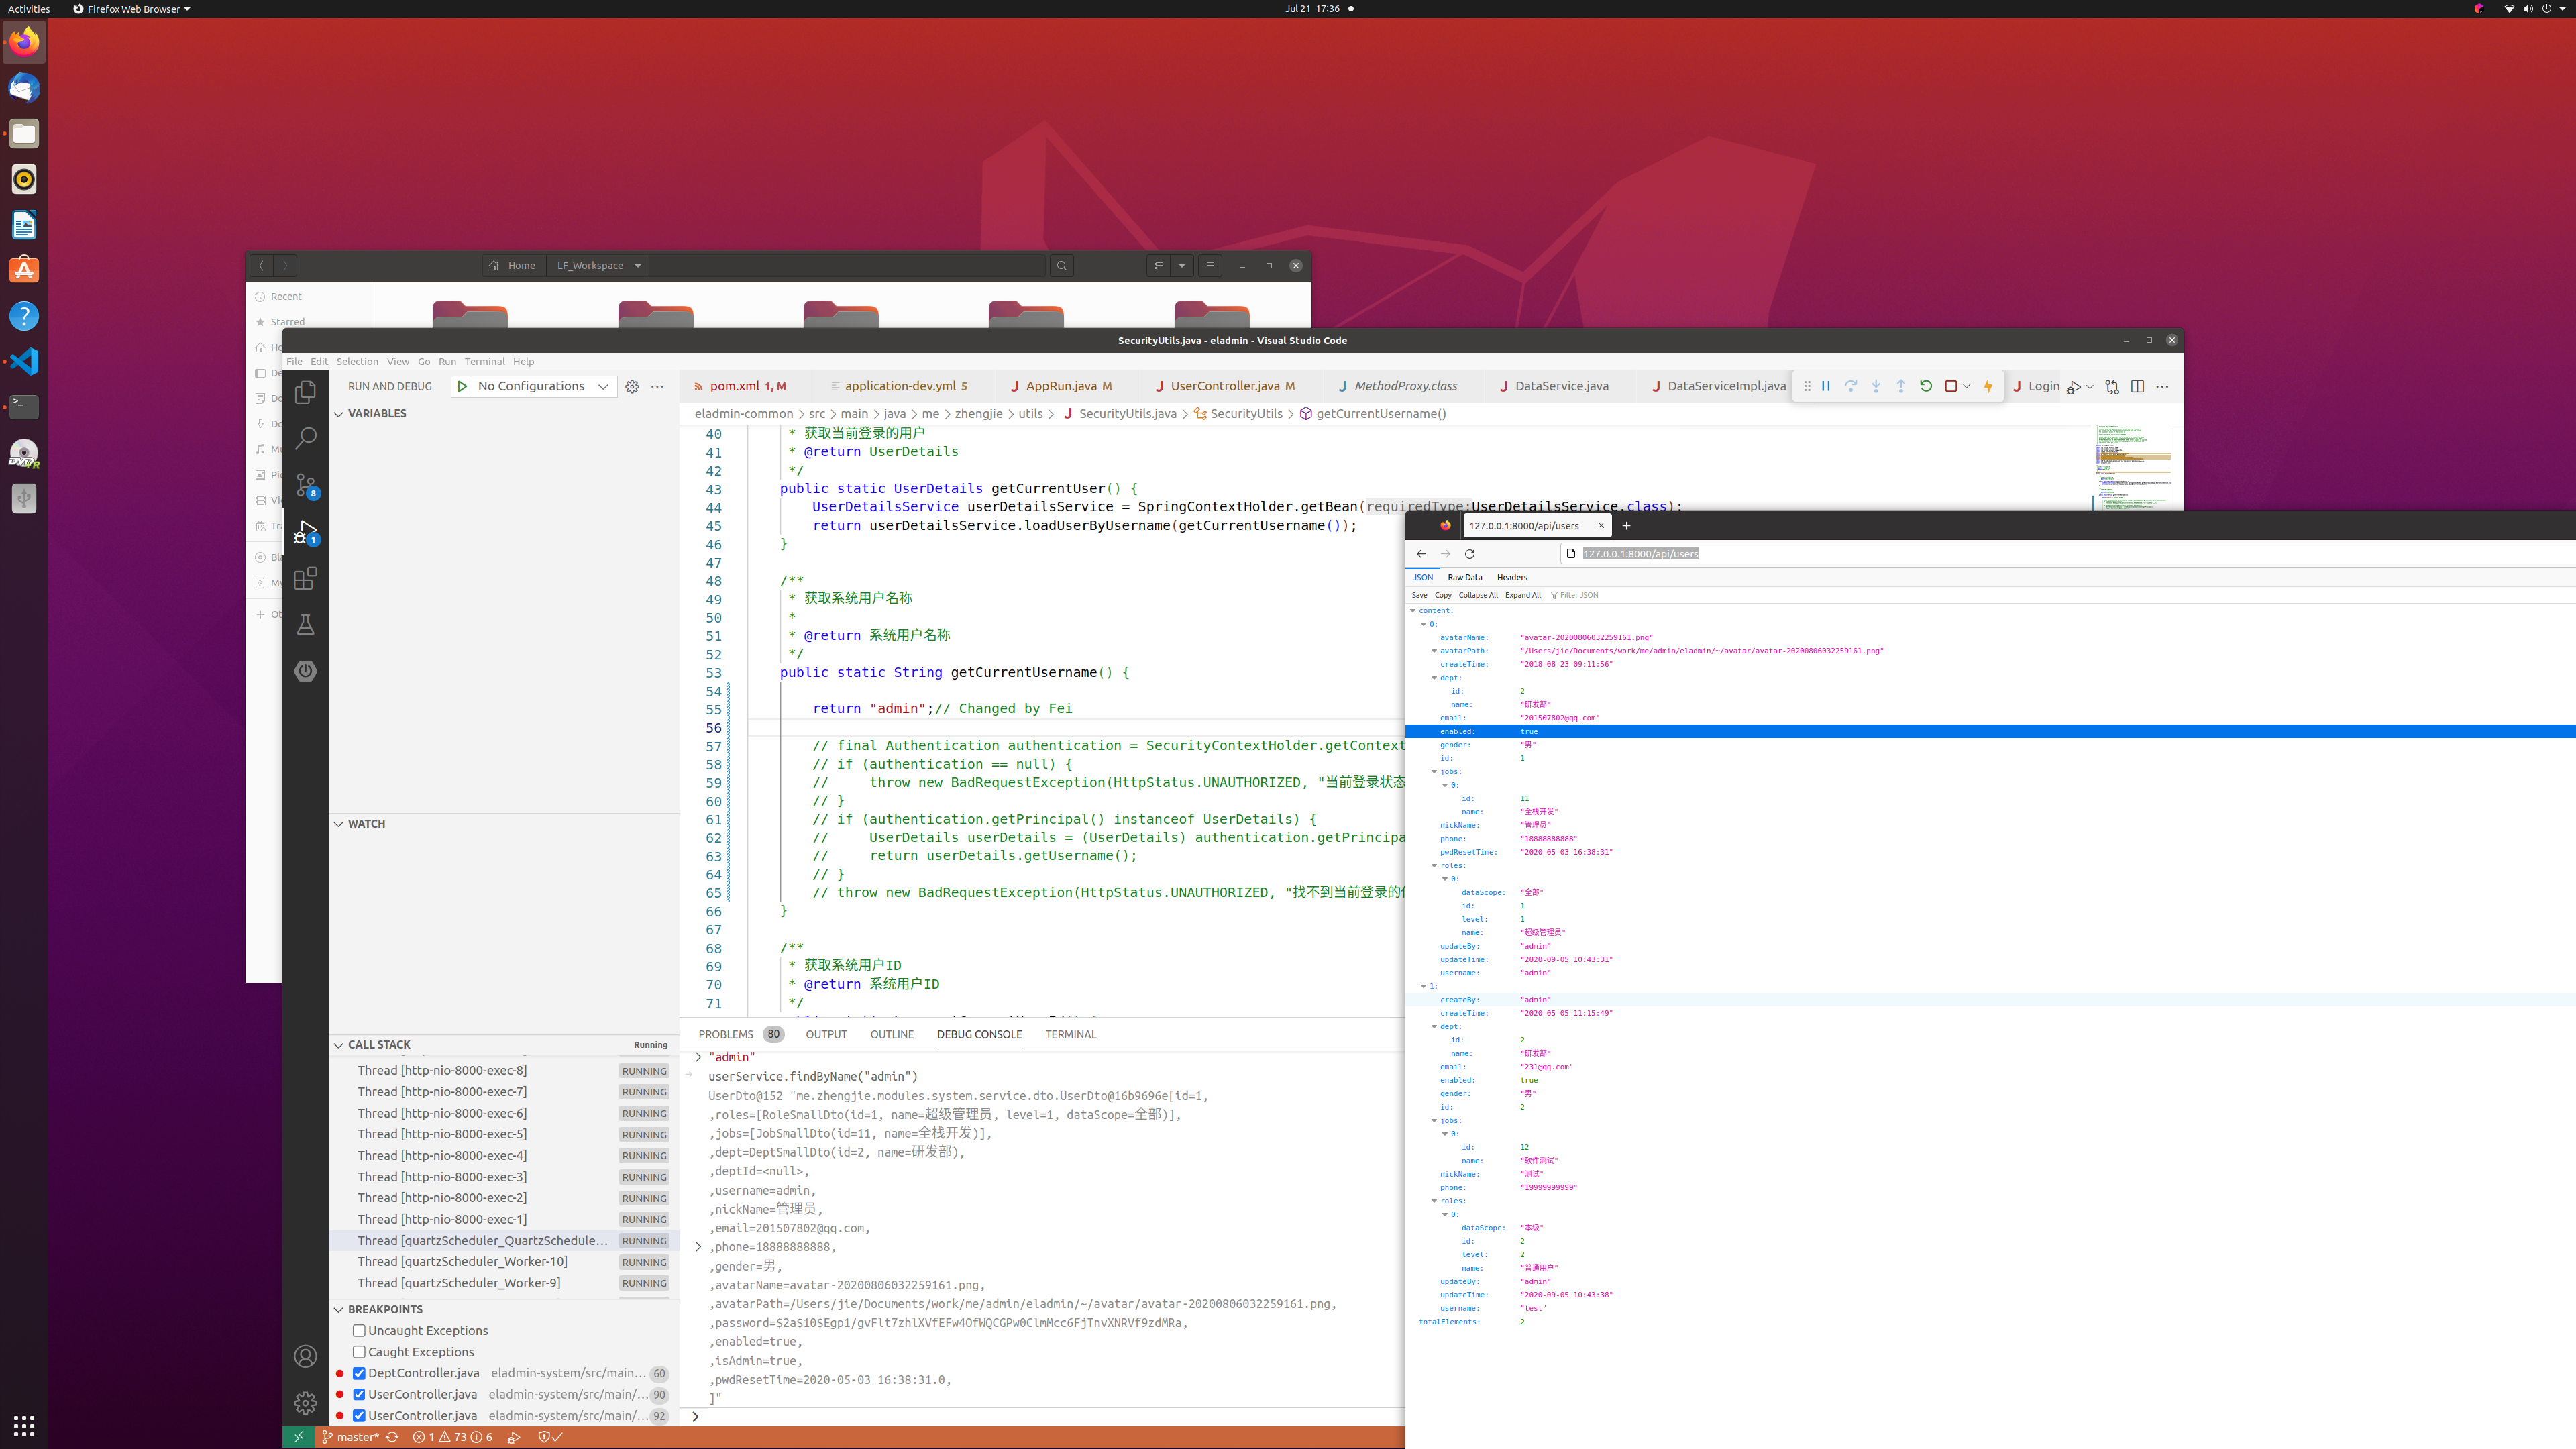 Activities
Firefox Web Browser
Jul 21 17:36
Home
LF_Workspace
Recent
Starred
SecurityUtils.java - eladmin - Visual Studio Code
File Edit Selection View Go Run Terminal Help
RUN AND DEBUG
No Configurations
VARIABLES
WATCH
CALL STACK
Running
Thread [http-nio-8000-exec-8] RUNNING
Thread [http-nio-8000-exec-7] RUNNING
Thread [http-nio-8000-exec-6] RUNNING
Thread [http-nio-8000-exec-5] RUNNING
Thread [http-nio-8000-exec-4] RUNNING
Thread [http-nio-8000-exec-3] RUNNING
Thread [http-nio-8000-exec-2] RUNNING
Thread [http-nio-8000-exec-1] RUNNING
Thread [quartzScheduler_QuartzSchedule... RUNNING
Thread [quartzScheduler_Worker-10] RUNNING
Thread [quartzScheduler_Worker-9] RUNNING
BREAKPOINTS
Uncaught Exceptions
Caught Exceptions
DeptController.java eladmin-system/src/main... 60
UserController.java eladmin-system/src/main/... 90
UserController.java eladmin-system/src/main/... 92
master* 1 73 6
8
1
pom.xml 1, M
application-dev.yml 5
AppRun.java M
UserController.java M
MethodProxy.class
DataService.java
DataServiceImpl.java
Login
eladmin-common > src > main > java > me > zhengjie > utils > SecurityUtils.java > SecurityUtils > getCurrentUsername()
40 * 获取当前登录的用户
41 * @return UserDetails
42 */
43 public static UserDetails getCurrentUser() {
44 UserDetailsService userDetailsService = SpringContextHolder.getBean(requiredType:UserDetailsService.class);
45 return userDetailsService.loadUserByUsername(getCurrentUsername());
46 }
47
48 /**
49 * 获取系统用户名称
50 *
51 * @return 系统用户名称
52 */
53 public static String getCurrentUsername() {
54
55 return "admin";// Changed by Fei
56
57 // final Authentication authentication = SecurityContextHolder.getContext
58 // if (authentication == null) {
59 // throw new BadRequestException(HttpStatus.UNAUTHORIZED, "当前登录状态
60 // }
61 // if (authentication.getPrincipal() instanceof UserDetails) {
62 // UserDetails userDetails = (UserDetails) authentication.getPrincipa
63 // return userDetails.getUsername();
64 // }
65 // throw new BadRequestException(HttpStatus.UNAUTHORIZED, "找不到当前登录的
66 }
67
68 /**
69 * 获取系统用户ID
70 * @return 系统用户ID
71 */
PROBLEMS 80 OUTPUT OUTLINE DEBUG CONSOLE TERMINAL
"admin"
userService.findByName("admin")
UserDto@152 "me.zhengjie.modules.system.service.dto.UserDto@16b9696e[id=1,
,roles=[RoleSmallDto(id=1, name=超级管理员, level=1, dataScope=全部)],
,jobs=[JobSmallDto(id=11, name=全栈开发)],
,dept=DeptSmallDto(id=2, name=研发部),
,deptId=<null>,
,username=admin,
,nickName=管理员,
,email=201507802@qq.com,
,phone=18888888888,
,gender=男,
,avatarName=avatar-20200806032259161.png,
,avatarPath=/Users/jie/Documents/work/me/admin/eladmin/~/avatar/avatar-20200806032259161.png,
,password=$2a$10$Egp1/gvFlt7zhlXVfEFw4OfWQCGPw0ClmMcc6FjTnvXNRVf9zdMRa,
,enabled=true,
,isAdmin=true,
,pwdResetTime=2020-05-03 16:38:31.0,
]"
127.0.0.1:8000/api/users
127.0.0.1:8000/api/users
JSON Raw Data Headers
Save Copy Collapse All Expand All Filter JSON
content:
0:
avatarName: "avatar-20200806032259161.png"
avatarPath: "/Users/jie/Documents/work/me/admin/eladmin/~/avatar/avatar-20200806032259161.png"
createTime: "2018-08-23 09:11:56"
dept:
id: 2
name: "研发部"
email: "201507802@qq.com"
enabled: true
gender: "男"
id: 1
jobs:
0:
id: 11
name: "全栈开发"
nickName: "管理员"
phone: "18888888888"
pwdResetTime: "2020-05-03 16:38:31"
roles:
0:
dataScope: "全部"
id: 1
level: 1
name: "超级管理员"
updateBy: "admin"
updateTime: "2020-09-05 10:43:31"
username: "admin"
1:
createBy: "admin"
createTime: "2020-05-05 11:15:49"
dept:
id: 2
name: "研发部"
email: "231@qq.com"
enabled: true
gender: "男"
id: 2
jobs:
0:
id: 12
name: "软件测试"
nickName: "测试"
phone: "19999999999"
roles:
0:
dataScope: "本级"
id: 2
level: 2
name: "普通用户"
updateBy: "admin"
updateTime: "2020-09-05 10:43:38"
username: "test"
totalElements: 2